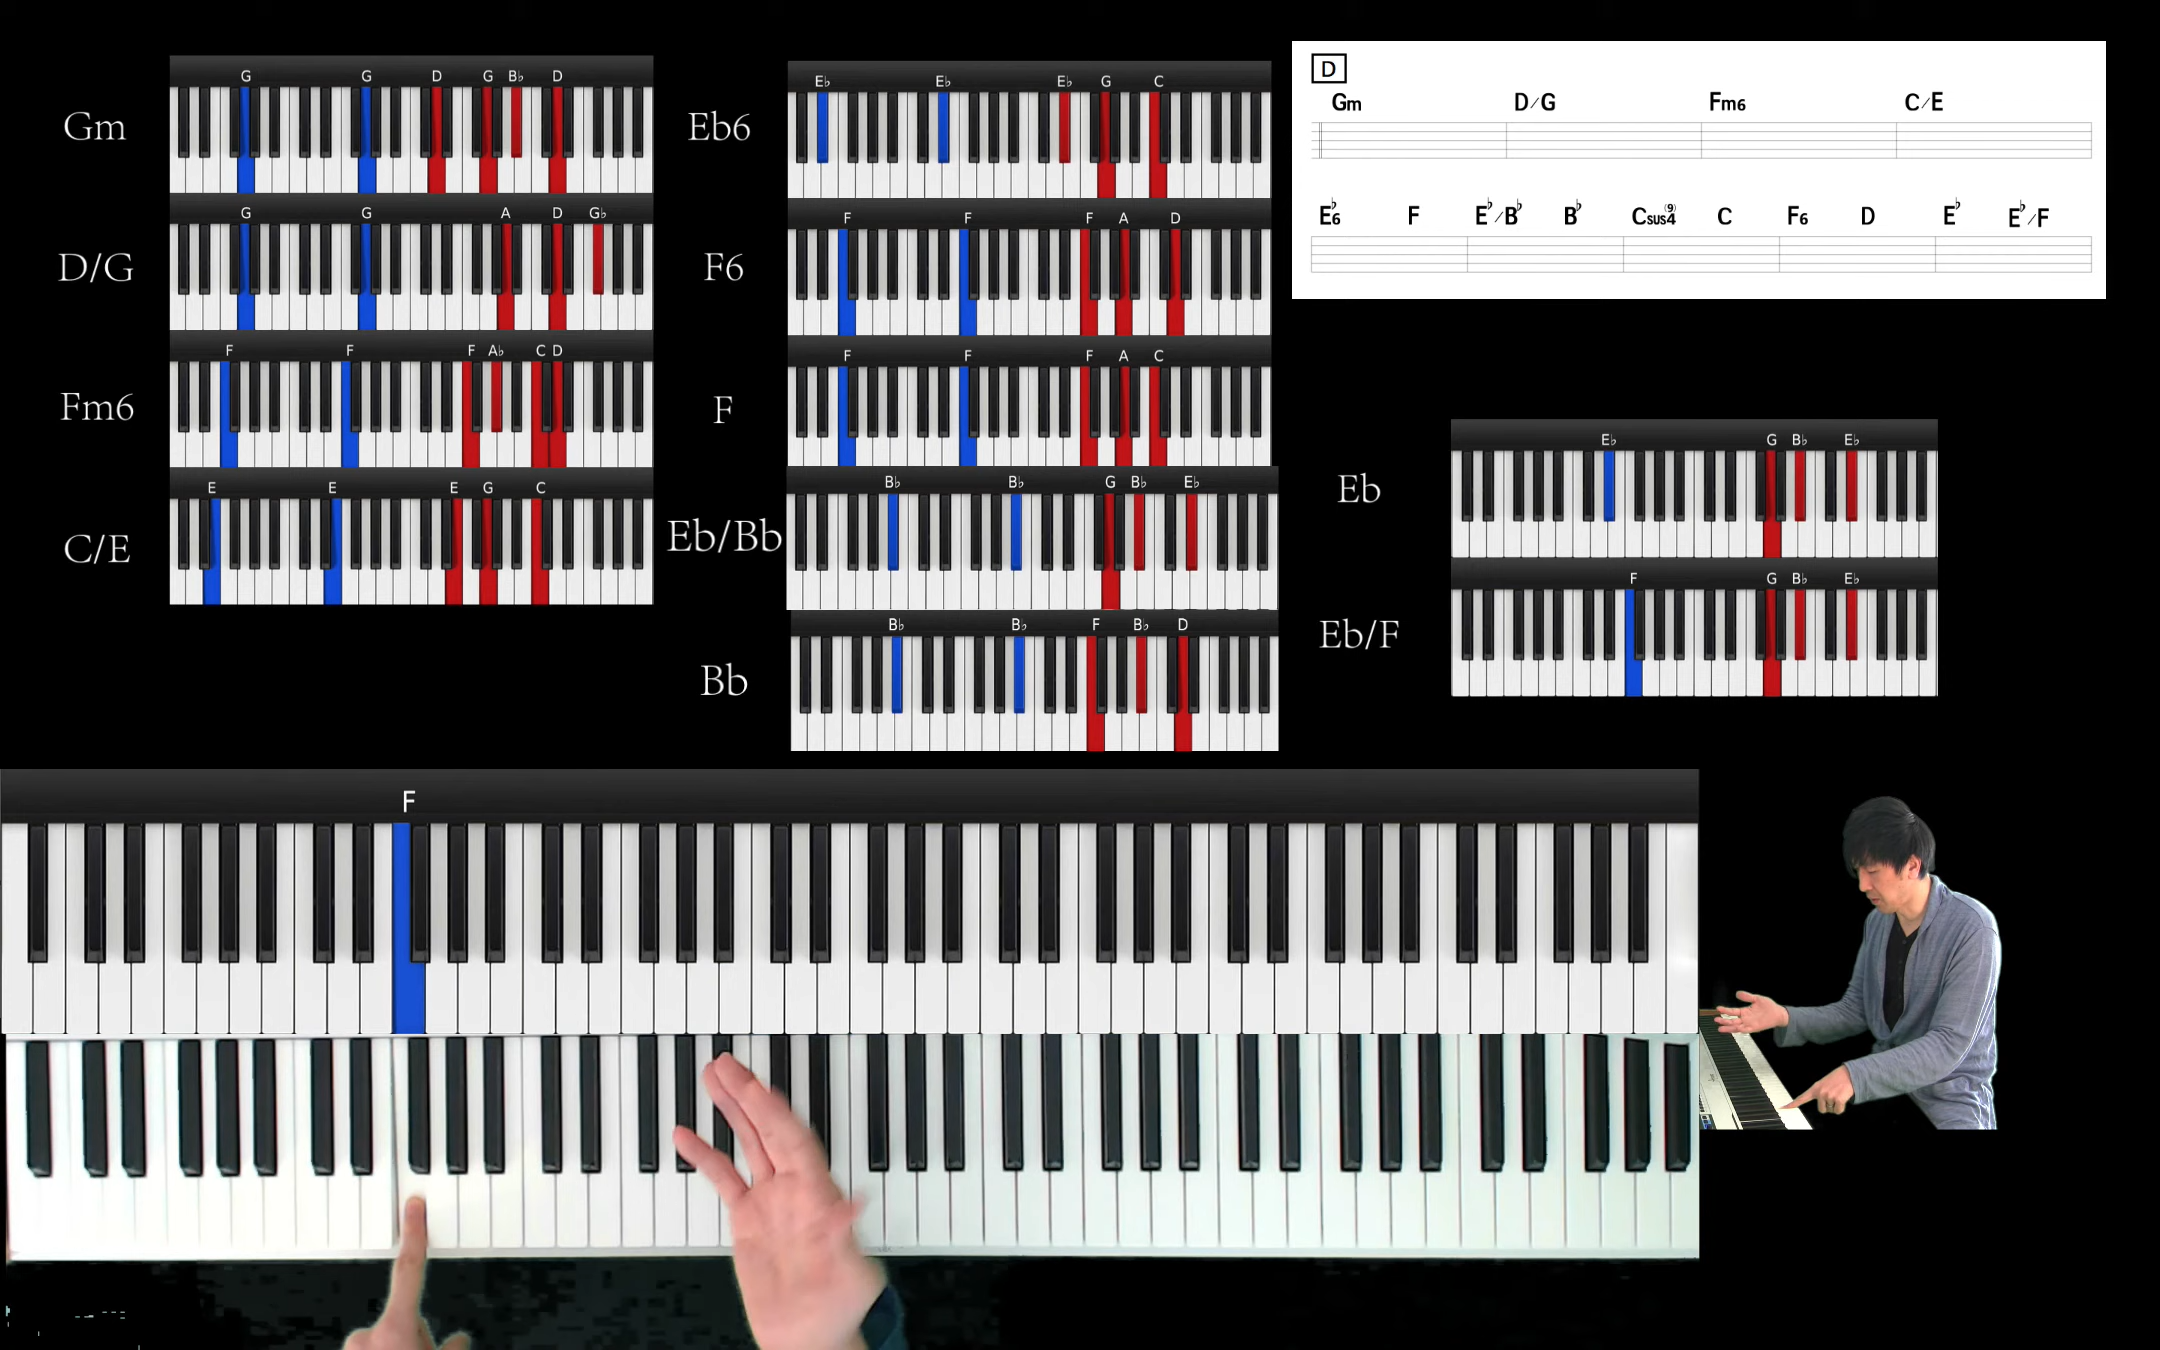 G G D G B♭ D
Gm
G G A D G♭
D/G
F F F A♭ C D
Fm6
E E E G C
C/E
E♭ E♭ E♭ G C
Eb6
F F F A D
F6
F F F A C
F
B♭ B♭ G B♭ E♭
Eb/Bb
B♭ B♭ F B♭ D
Bb
D
Gm D/G Fm6 C/E
E♭6 F E♭/B♭ B♭ Csus4(9) C F6 D E♭ E♭/F
E♭ G B♭ E♭
Eb
F G B♭ E♭
Eb/F
F